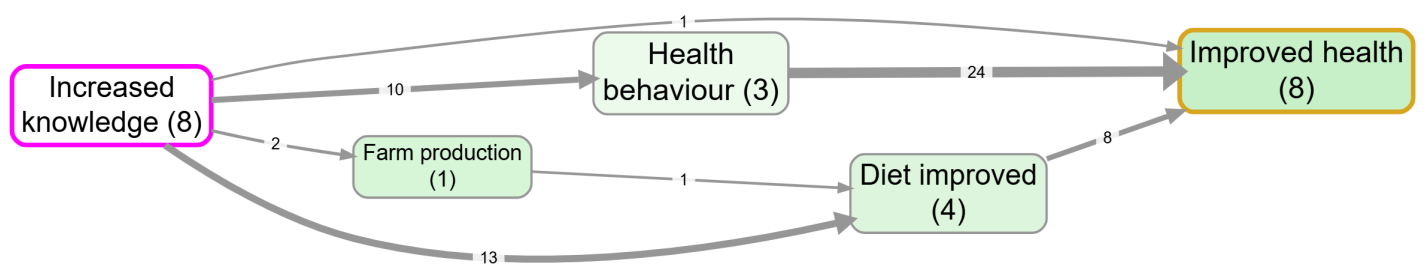 1
Health
behaviour (3)
Improved health
(8)
24
Increased
knowledge (8)
10
8
2
Farm production
(1)
1
Diet improved
(4)
13